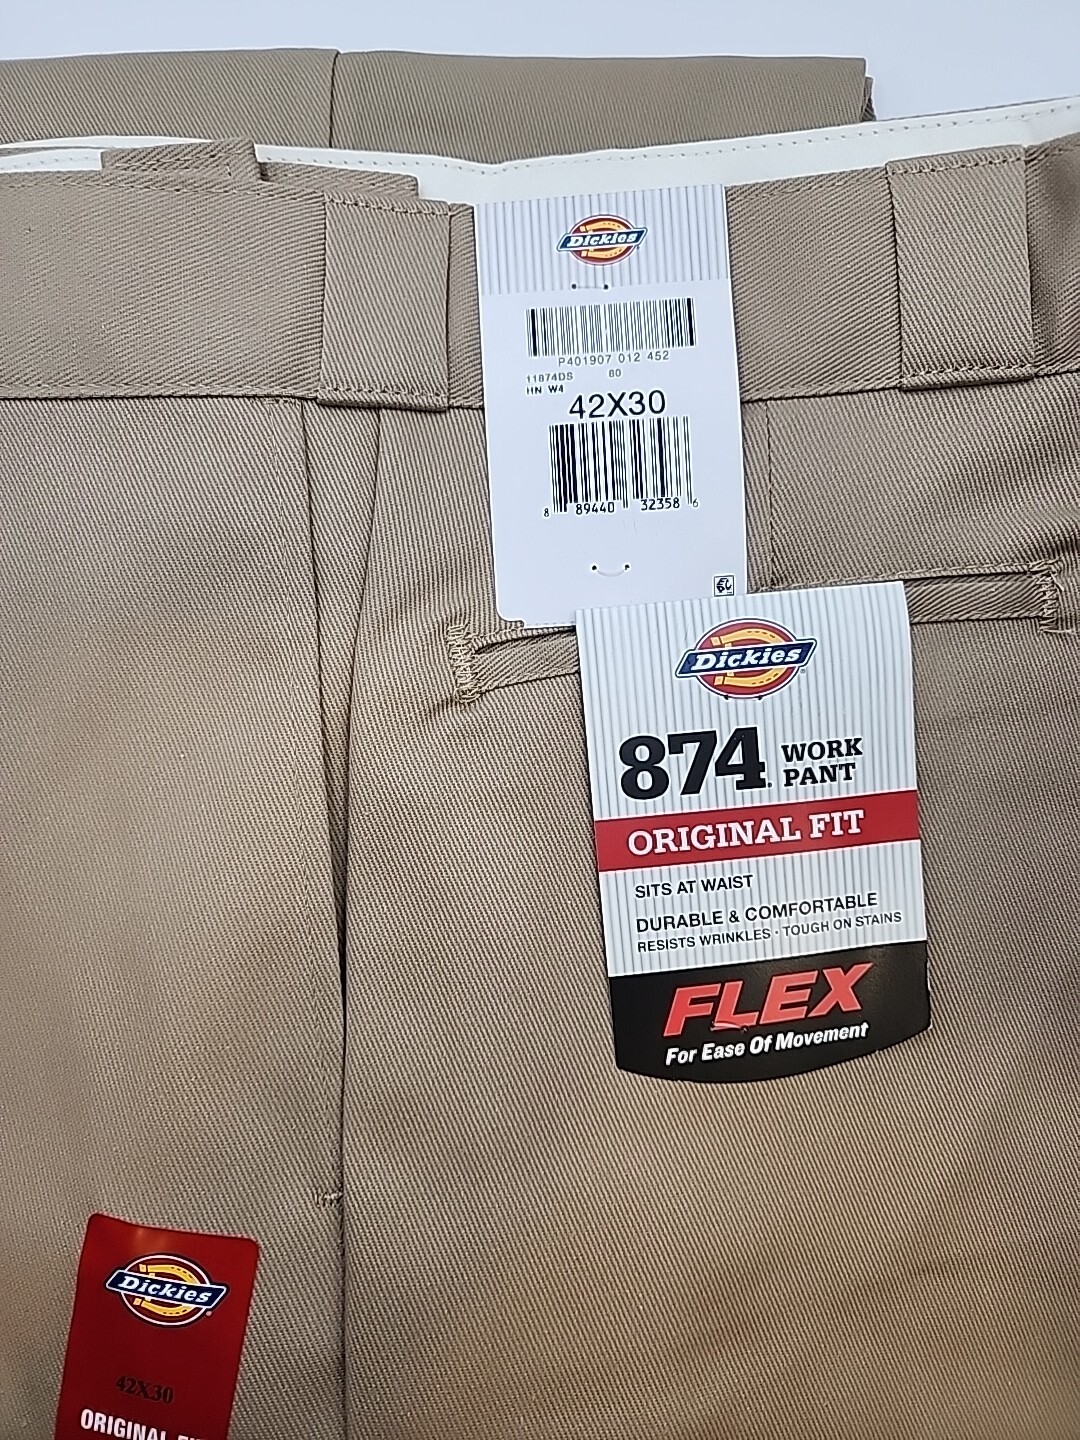 Dickies
P401907 012 452
11874DS 80
HN W4
42X30
8 89440 32358 6
Dickies
874 WORK PANT
ORIGINAL FIT
SITS AT WAIST
DURABLE & COMFORTABLE
RESISTS WRINKLES · TOUGH ON STAINS
FLEX
For Ease Of Movement
Dickies
42X30
ORIGINAL